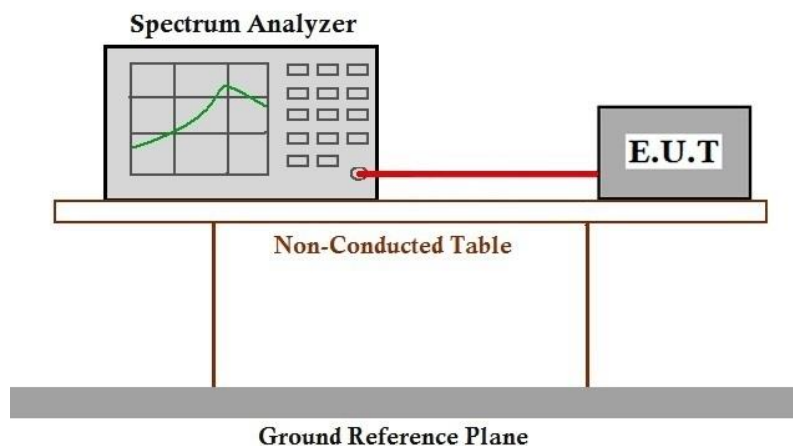 Spectrum Analyzer
E.U.T
Non-Conducted Table
Ground Reference Plane